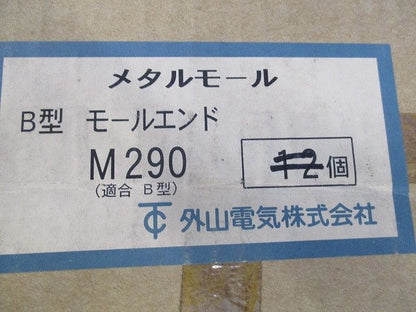 メタルモール
B型 モールエンド
M290
(適合 B型)
個
外山電気株式会社